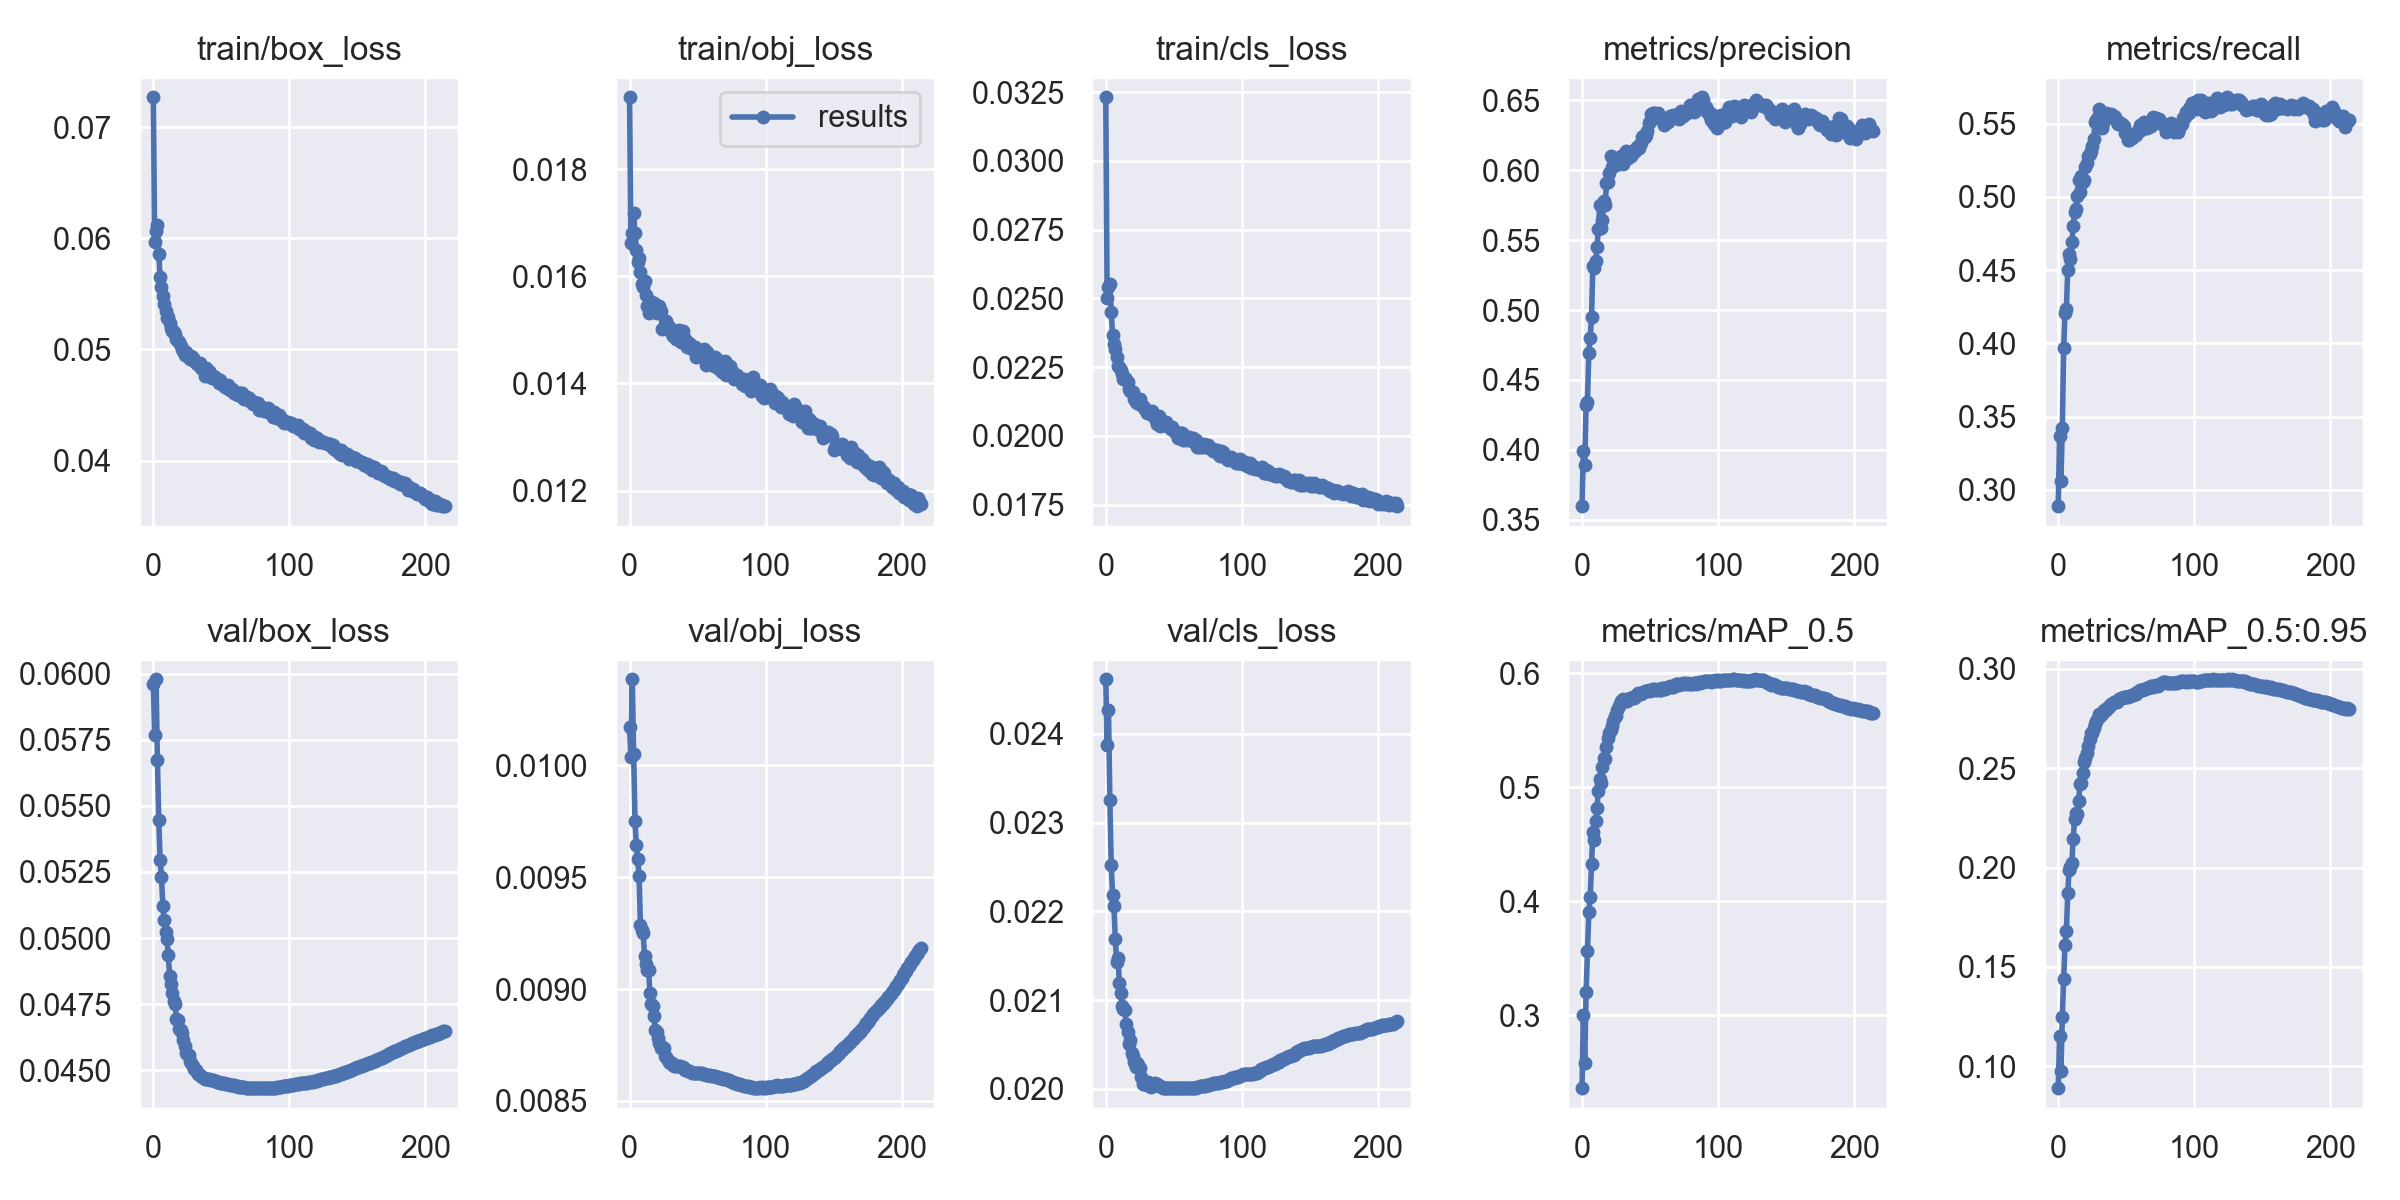 train/box_loss
0.07
0.06
0.05
0.04
0 100 200
train/obj_loss
results
0.018
0.016
0.014
0.012
0 100 200
train/cls_loss
0.0325
0.0300
0.0275
0.0250
0.0225
0.0200
0.0175
0 100 200
metrics/precision
0.65
0.60
0.55
0.50
0.45
0.40
0.35
0 100 200
metrics/recall
0.55
0.50
0.45
0.40
0.35
0.30
0 100 200
val/box_loss
0.0600
0.0575
0.0550
0.0525
0.0500
0.0475
0.0450
0 100 200
val/obj_loss
0.0100
0.0095
0.0090
0.0085
0 100 200
val/cls_loss
0.024
0.023
0.022
0.021
0.020
0 100 200
metrics/mAP_0.5
0.6
0.5
0.4
0.3
0 100 200
metrics/mAP_0.5:0.95
0.30
0.25
0.20
0.15
0.10
0 100 200